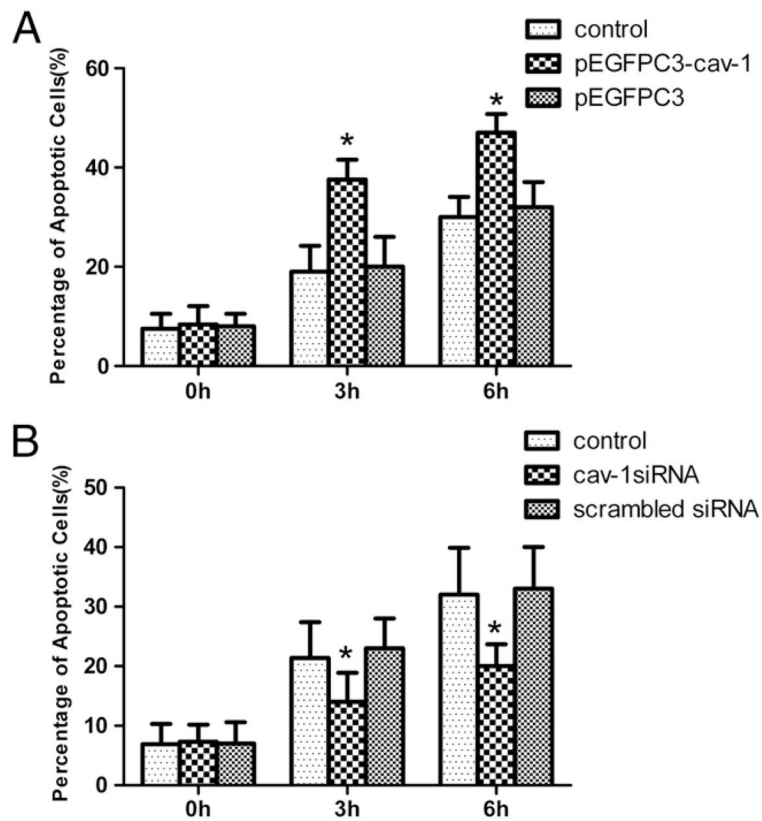 A
control
pEGFPC3-cav-1
pEGFPC3
Percentage of Apoptotic Cells(%)
60
40
20
0
*
*
0h 3h 6h
B
control
cav-1siRNA
scrambled siRNA
Percentage of Apoptotic Cells(%)
50
40
30
20
10
0
*
*
0h 3h 6h